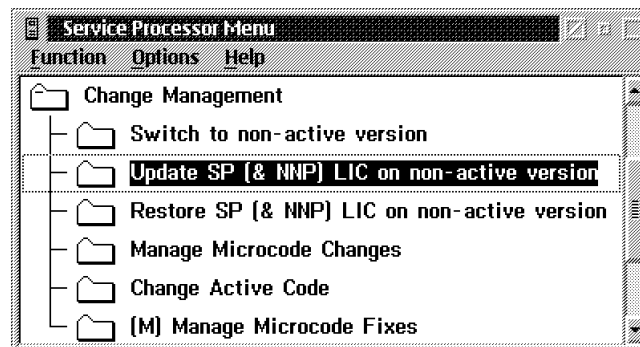 Service Processor Menu
Function Options Help
Change Management
Switch to non-active version
Update SP (& NNP) LIC on non-active version
Restore SP (& NNP) LIC on non-active version
Manage Microcode Changes
Change Active Code
(M) Manage Microcode Fixes